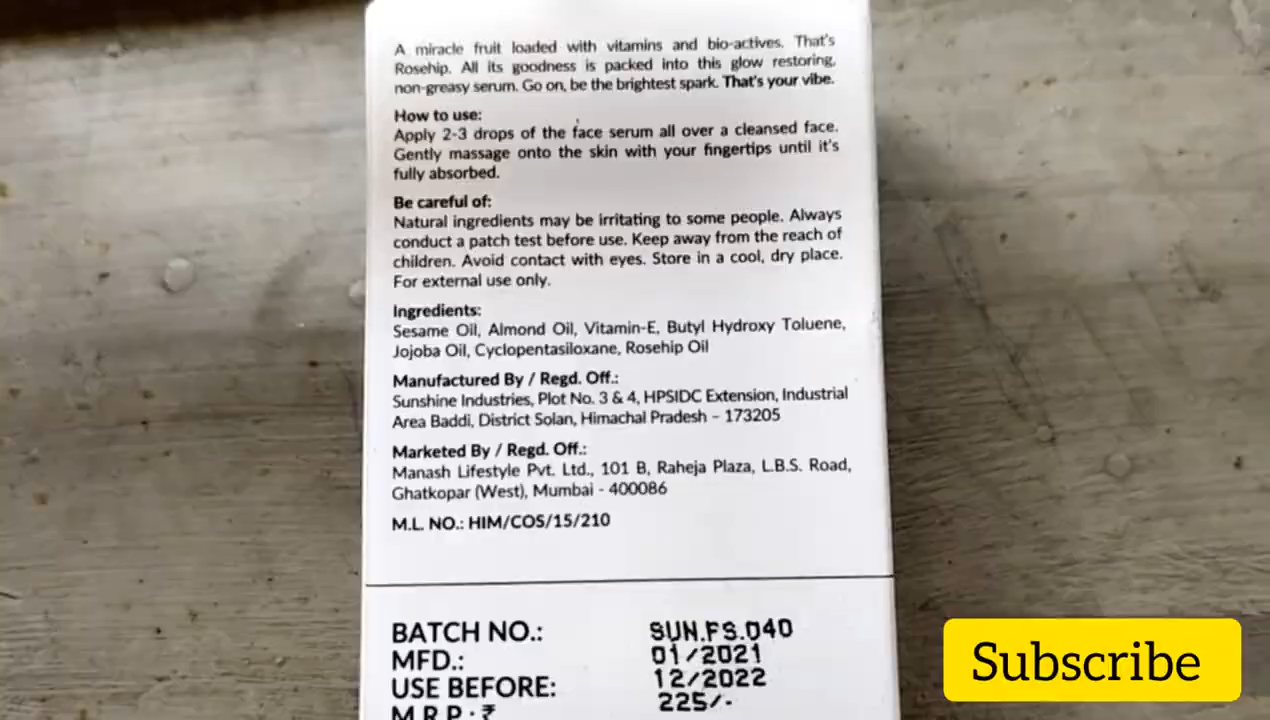 A miracle fruit loaded with vitamins and bio-actives. That's
Rosehip. All its goodness is packed into this glow restoring,
non-greasy serum. Go on, be the brightest spark. That's your vibe.
How to use:
Apply 2-3 drops of the face serum all over a cleansed face.
Gently massage onto the skin with your fingertips until it's
fully absorbed.
Be careful of:
Natural ingredients may be irritating to some people. Always
conduct a patch test before use. Keep away from the reach of
children. Avoid contact with eyes. Store in a cool, dry place.
For external use only.
Ingredients:
Sesame Oil, Almond Oil, Vitamin-E, Butyl Hydroxy Toluene,
Jojoba Oil, Cyclopentasiloxane, Rosehip Oil
Manufactured By / Regd. Off.:
Sunshine Industries, Plot No. 3 & 4, HPSIDC Extension, Industrial
Area Baddi, District Solan, Himachal Pradesh – 173205
Marketed By / Regd. Off.:
Manash Lifestyle Pvt. Ltd., 101 B, Raheja Plaza, L.B.S. Road,
Ghatkopar (West), Mumbai - 400086
M.L. NO.: HIM/COS/15/210
BATCH NO.: SUN.FS.040
MFD.: 01/2021
USE BEFORE: 12/2022
M.R.P.: ₹ 225/-
Subscribe